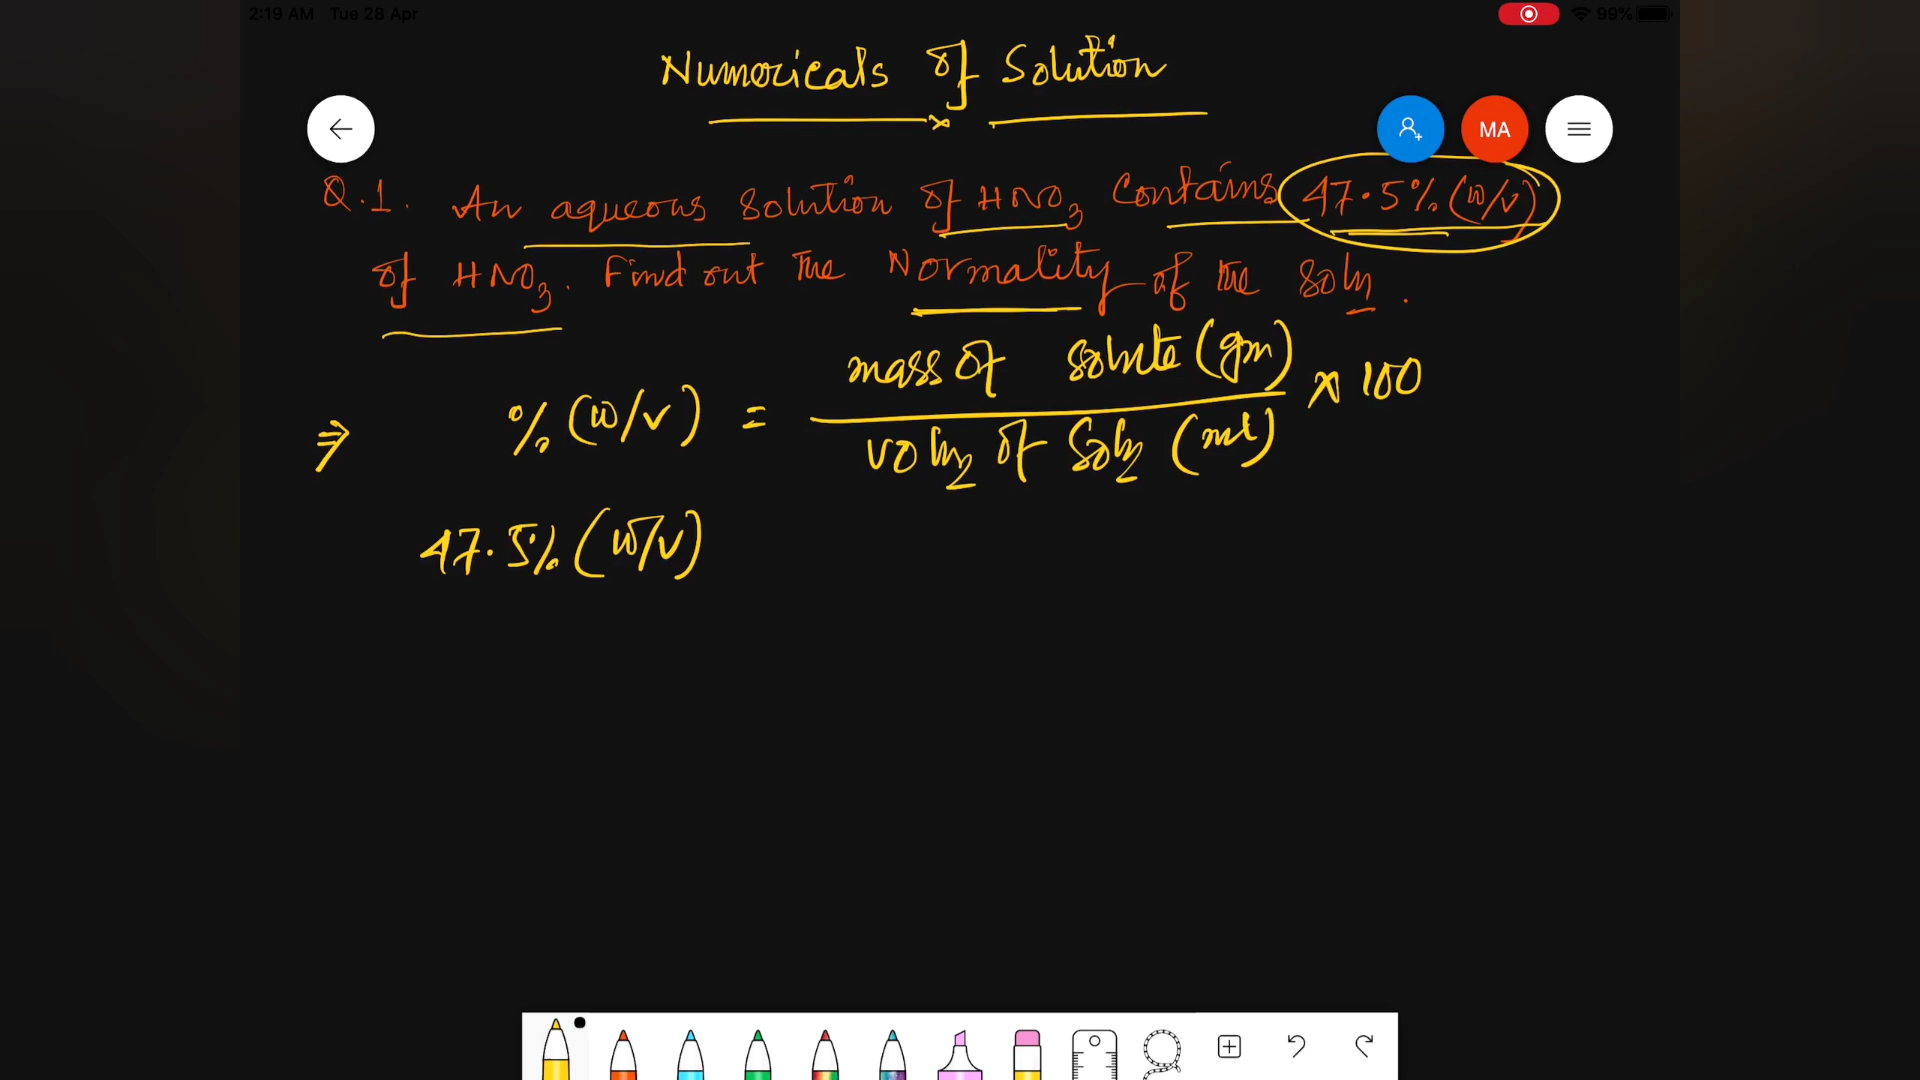 2:19 AM Tue 28 Apr 99%
Numericals of Solution
MA
Q.1. An aqueous solution of HNO₃ Contains 47.5% (w/v)
of HNO₃. Find out the Normality of the soln.
⇒ % (w/v) = mass of solute (gm) / voln of Soln (ml) × 100
47.5% (w/v)